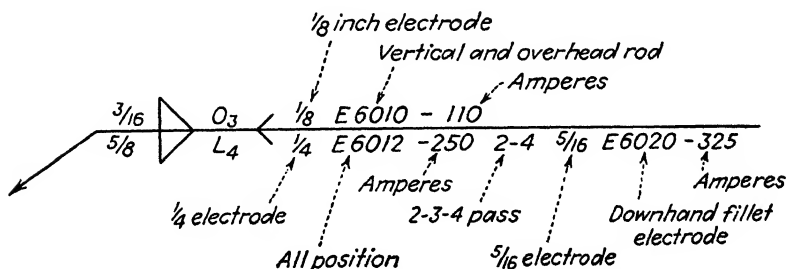 1/8 inch electrode
Vertical and overhead rod
Amperes
3/16 O3 1/8 E6010 - 110
5/8 L4 1/4 E6012 -250 2-4 5/16 E6020 -325
Amperes Amperes
1/4 electrode 2-3-4 pass Downhand fillet
electrode
All position 5/16 electrode